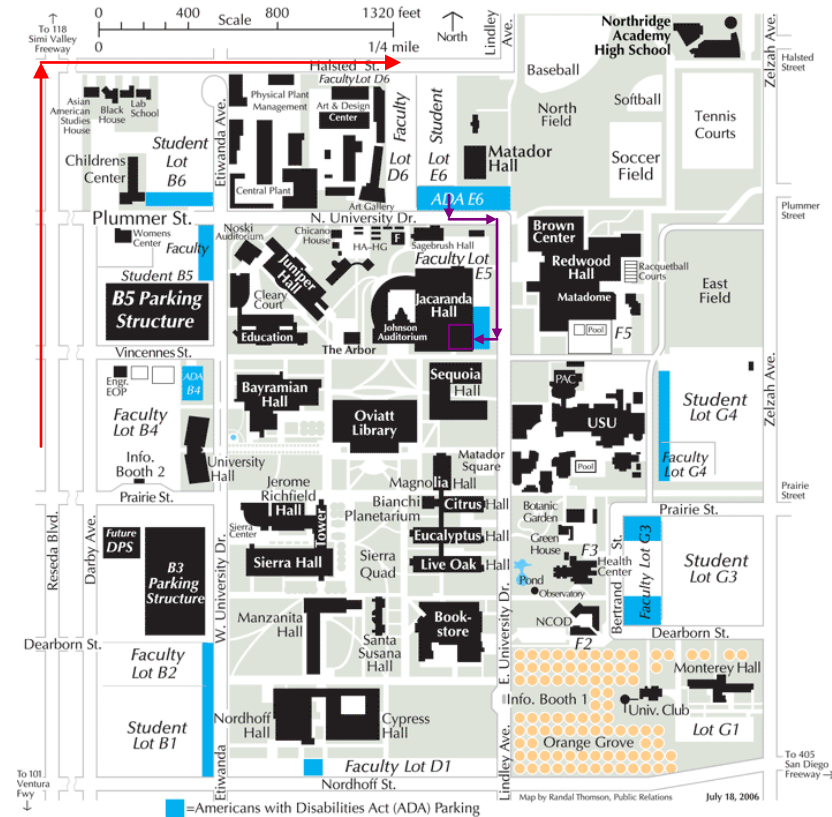 To 118
Simi Valley
Freeway
0 400 Scale 1320 feet
0 1/4 mile
North
Lindley
Ave.
Northridge
Academy
High School
Zelzah Ave.
Halsted
Street
Halsted St.
Faculty Lot D6
Baseball
Softball
North
Field
Tennis
Courts
Soccer
Field
Asian
American
Studies
House
Black
House
Lab
School
Childrens
Center
Student
Lot
B6
Etiwanda Ave.
Physical Plant
Management
Art & Design
Center
Central Plant
Art Gallery
Faculty
Lot
D6
Student
Lot
E6
Matador
Hall
ADA E6
Plummer St.
N. University Dr.
Plummer
Street
Womens
Center
Faculty
Student B5
B5 Parking
Structure
Vincennes St.
Noski
Auditorium
Chicano
House
HA-HG
F
Sagebrush Hall
Faculty Lot
E5
Juniper
Hall
Cleary
Court
Education
The Arbor
Johnson
Auditorium
Jacaranda
Hall
Brown
Center
Redwood
Hall
Matadome
Racquetball
Courts
Pool
F5
East
Field
Engr.
EOP
ADA
B4
Faculty
Lot B4
Info.
Booth 2
University
Hall
Prairie St.
Bayramian
Hall
Oviatt
Library
Sequoia
Hall
Matador
Square
PAC
USU
Pool
Student
Lot G4
Faculty
Lot G4
Zelzah Ave.
Prairie
Street
Prairie St.
Reseda Blvd.
Darby Ave.
Future
DPS
B3
Parking
Structure
W. University Dr.
Jerome
Richfield
Hall
Tower
Sierra
Center
Sierra Hall
Sierra
Quad
Magnolia Hall
Bianchi
Planetarium
Citrus Hall
Eucalyptus Hall
Live Oak Hall
Botanic
Garden
Green
House
F3
Health
Center
Pond
Observatory
NCOD
F2
Bertrand St.
Faculty Lot G3
Student
Lot G3
Dearborn St.
Dearborn St.
Manzanita
Hall
Santa
Susana
Hall
Book-
store
E. University Dr.
Faculty
Lot B2
Student
Lot B1
Etiwanda
Nordhoff
Hall
Cypress
Hall
Faculty Lot D1
Nordhoff St.
Lindley Ave.
Info. Booth 1
Univ. Club
Monterey Hall
Lot G1
Orange Grove
To 405
San Diego
Freeway
To 101
Ventura
Fwy
Map by Randal Thomson, Public Relations July 18, 2006
=Americans with Disabilities Act (ADA) Parking